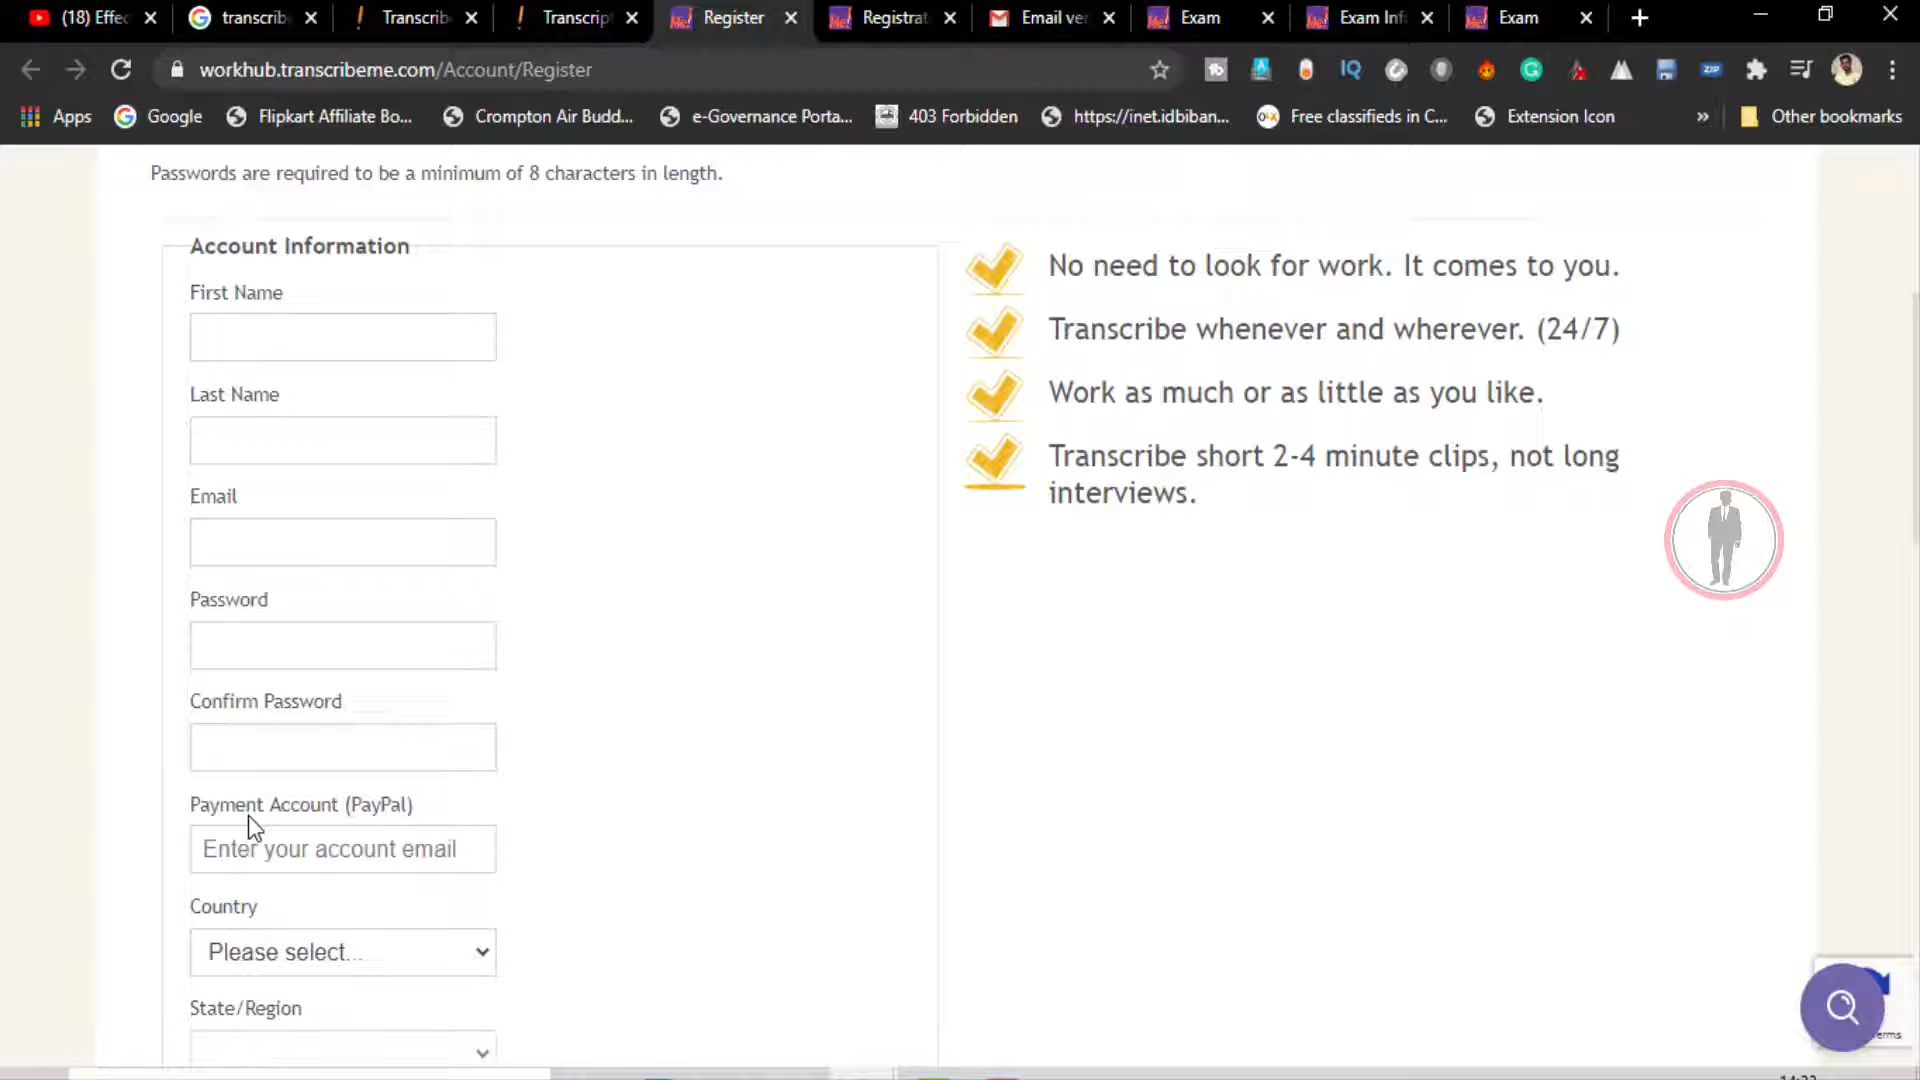 (18) Effec
transcrib
Transcrib
Transcrip
Register
Registrat
Email ver
Exam
Exam Inf
Exam
workhub.transcribeme.com/Account/Register
Apps
Google
Flipkart Affiliate Bo...
Crompton Air Budd...
e-Governance Porta...
403 Forbidden
https://inet.idbiban...
Free classifieds in C...
Extension Icon
»
Other bookmarks
Passwords are required to be a minimum of 8 characters in length.
Account Information
First Name
Last Name
Email
Password
Confirm Password
Payment Account (PayPal)
Enter your account email
Country
Please select...
State/Region
No need to look for work. It comes to you.
Transcribe whenever and wherever. (24/7)
Work as much or as little as you like.
Transcribe short 2-4 minute clips, not long
interviews.